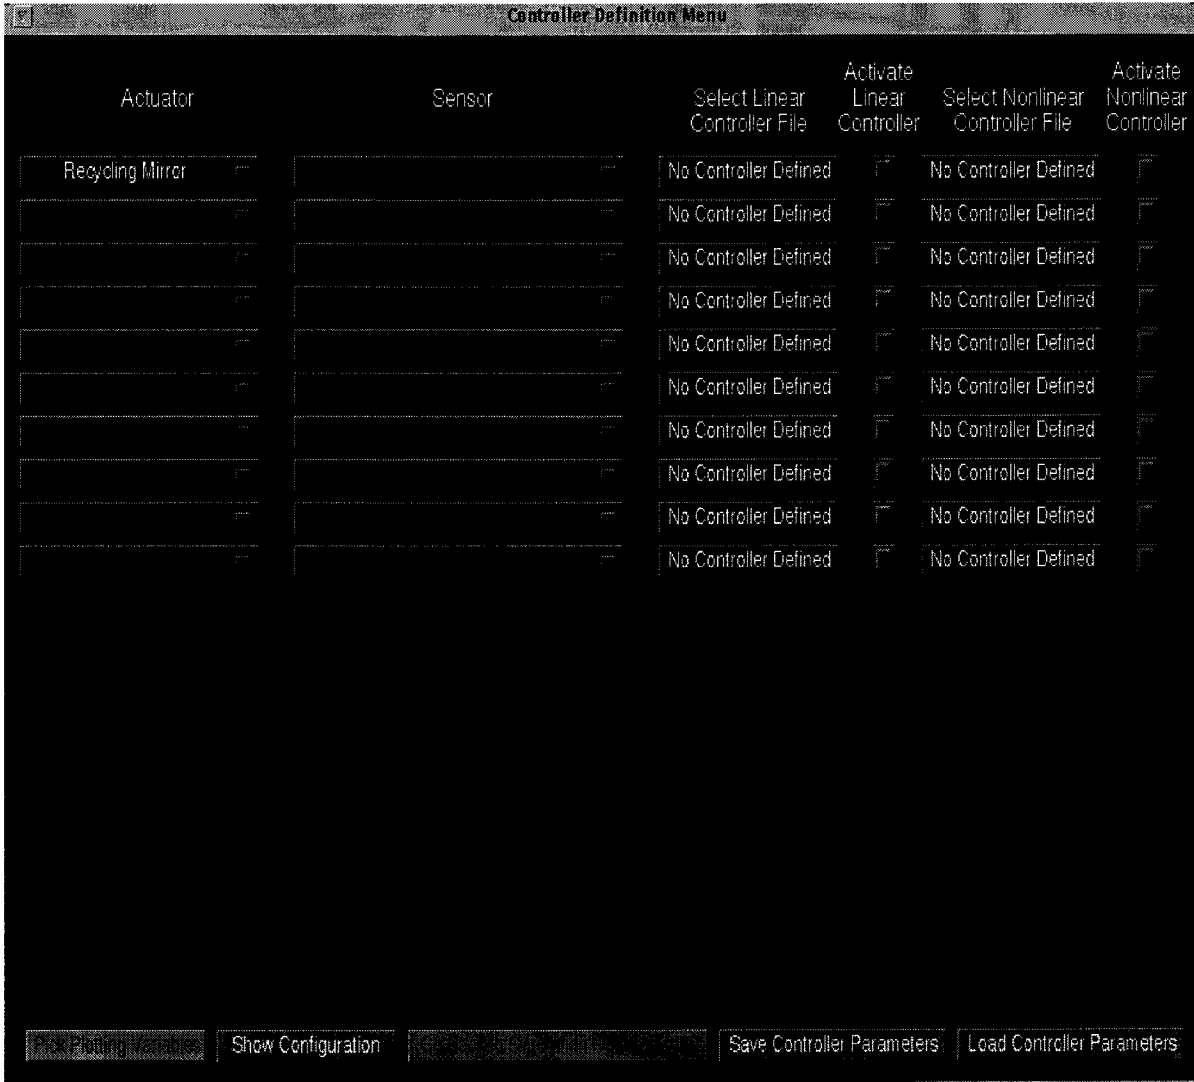 Controller Definition Menu
Actuator
Sensor
Select Linear
Controller File
Activate
Linear
Controller
Select Nonlinear
Controller File
Activate
Nonlinear
Controller
Recycling Mirror No Controller Defined No Controller Defined
No Controller Defined No Controller Defined
No Controller Defined No Controller Defined
No Controller Defined No Controller Defined
No Controller Defined No Controller Defined
No Controller Defined No Controller Defined
No Controller Defined No Controller Defined
No Controller Defined No Controller Defined
No Controller Defined No Controller Defined
No Controller Defined No Controller Defined
Pick Plotting Variables Show Configuration Save Controller Parameters Load Controller Parameters